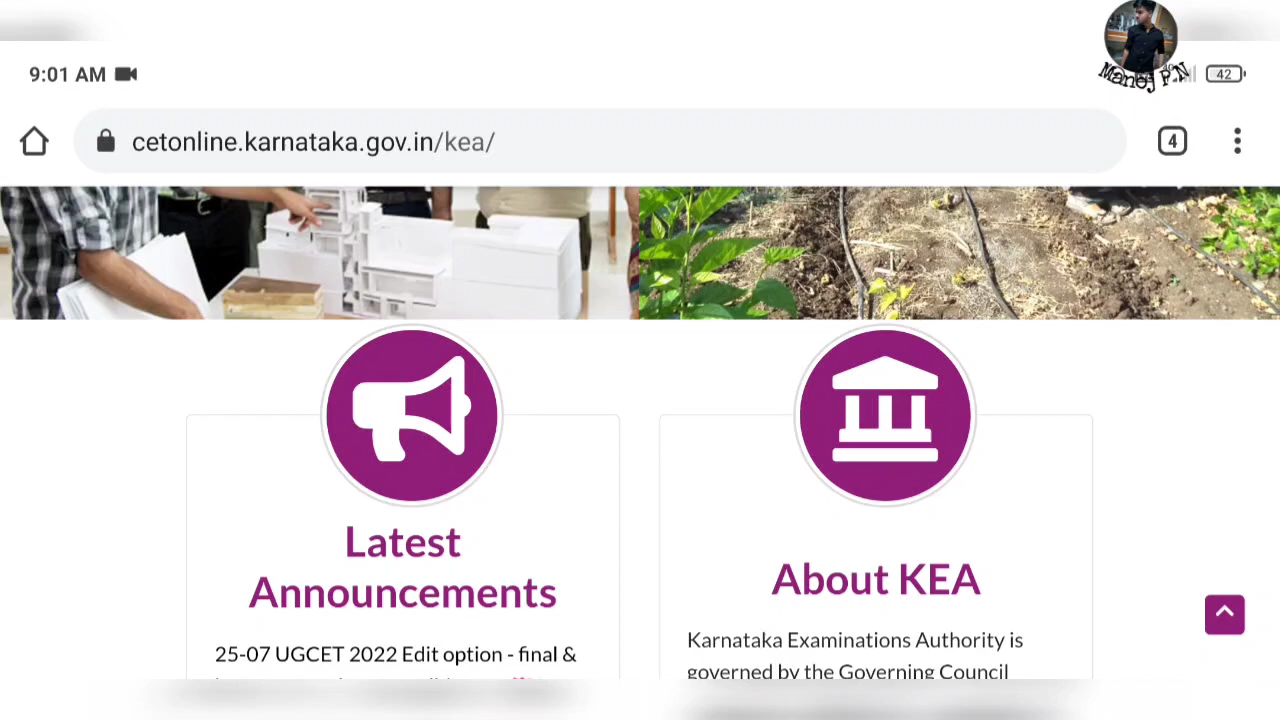 9:01 AM
Manoj P N
42
cetonline.karnataka.gov.in/kea/
4
Latest
Announcements
25-07 UGCET 2022 Edit option - final &
About KEA
Karnataka Examinations Authority is
governed by the Governing Council